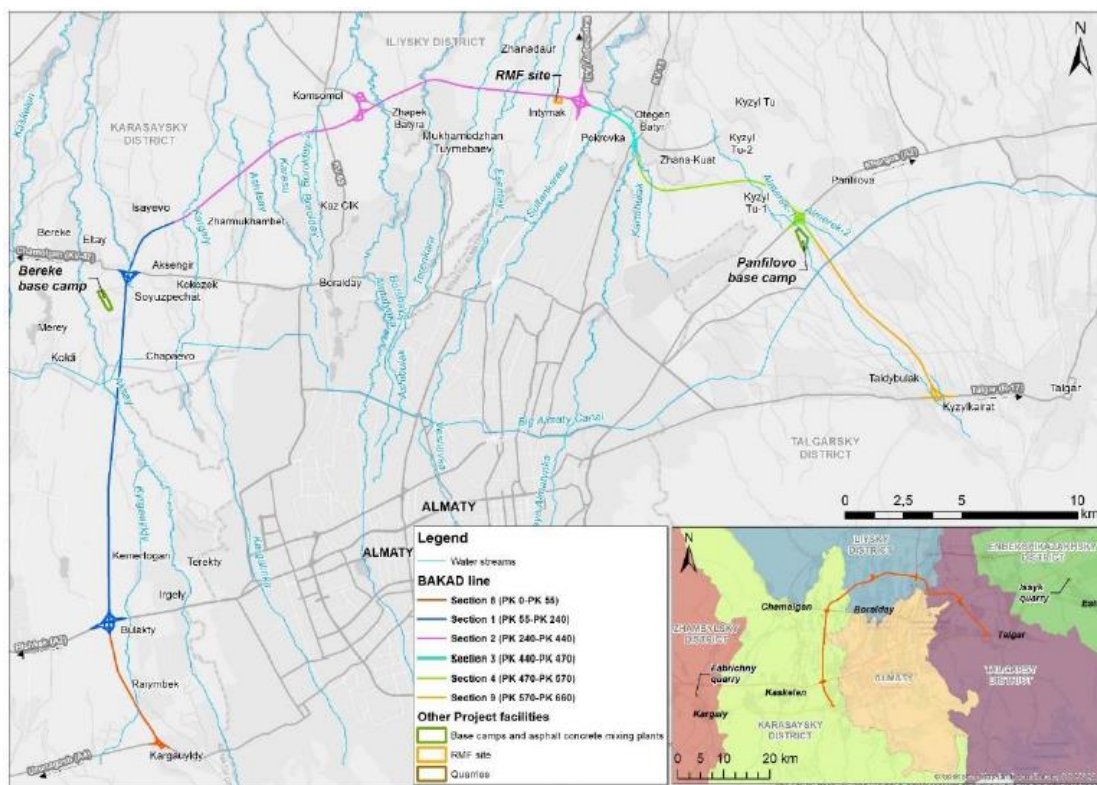 ILIYSKY DISTRICT
Zhanadaur
RMF site
Komsomol
Zhapek
Batyra
Intymak
Otegen
Batyr
Kyzyl Tu
KARASAYSKY
DISTRICT
Mukhamedzhan
Tuymebaev
Pokrovka
Kyzyl
Tu-2
Zhana-Kuat
Panfilova
Isayevo
Zharmukhambet
Kaz CIK
Kyzyl
Tu-1
Bereke
Eltay
Aksengir
Kokozek
Boralday
Bereke
base camp
Soyuzpechat
Panfilovo
base camp
Merey
Koldi
Chapaevo
Taldybulak
Talgar
Kyzylkairat
TALGARSKY
DISTRICT
ALMATY
ALMATY
0 2,5 5 10
km
Kemertogan
Terekty
Irgely
Bulakty
Raiymbek
Kargauyldy
N
Legend
Water streams
BAKAD line
Section 8 (PK 0-PK 55)
Section 1 (PK 55-PK 240)
Section 2 (PK 240-PK 440)
Section 3 (PK 440-PK 470)
Section 4 (PK 470-PK 570)
Section 9 (PK 570-PK 660)
Other Project facilities
Base camps and asphalt concrete mixing plants
RMF site
Quarries
N
ILIYSKY
DISTRICT
Issyk
quarry
Chemolgan
Boralday
Talgar
ZHAMBYLSKY
DISTRICT
Fabrichny
quarry
ALMATY
Kaskelen
Kargaly
KARASAYSKY
DISTRICT
0 5 10 20 km